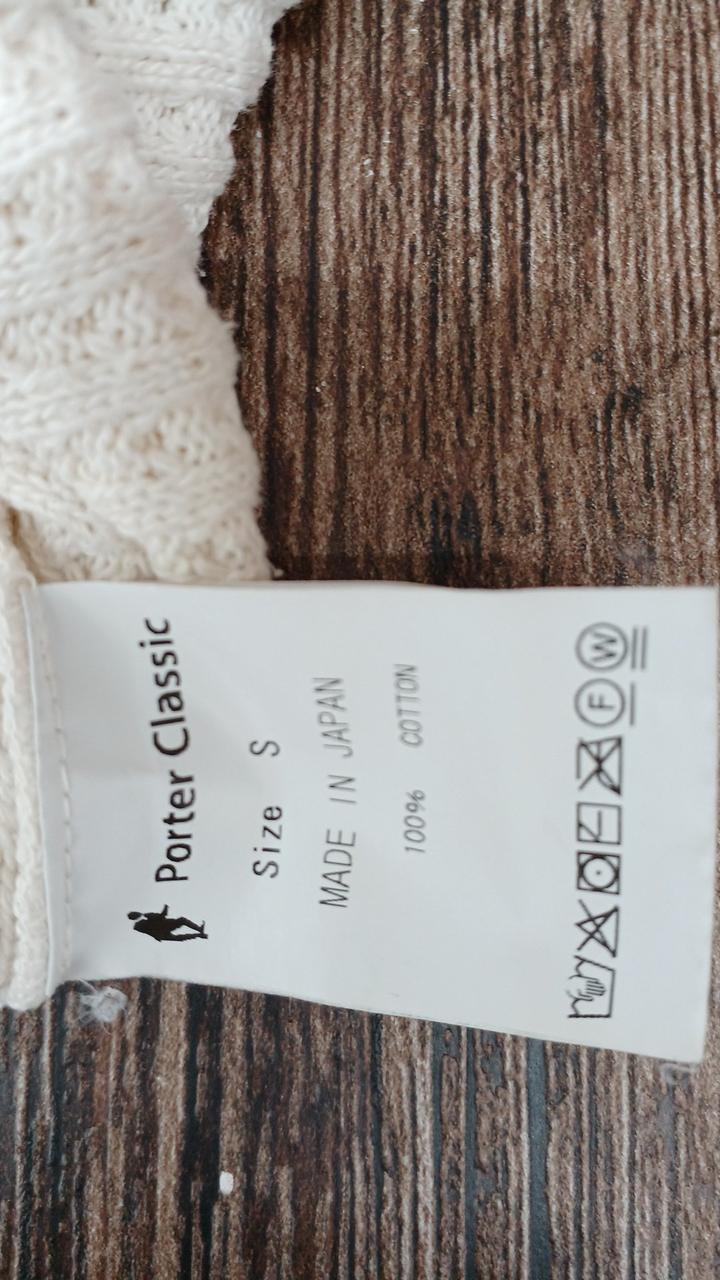 Porter Classic
Size S
MADE IN JAPAN
100% COTTON
F W